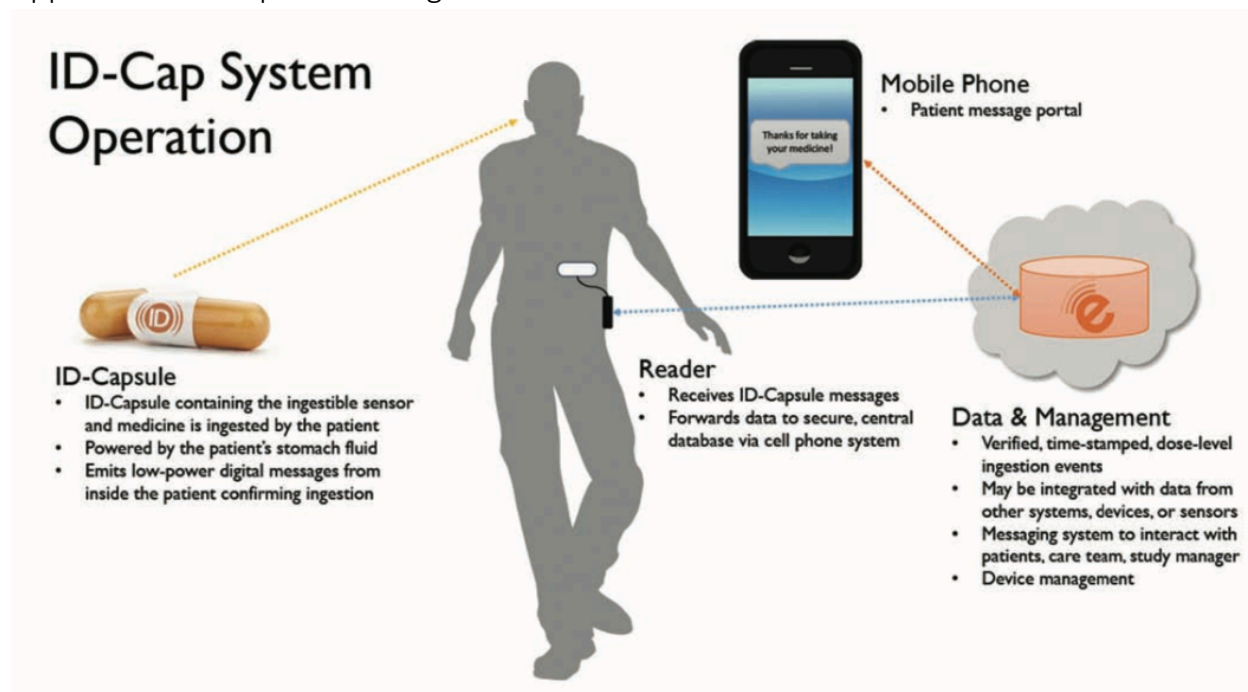 ID-Cap System
Operation
Mobile Phone
• Patient message portal
Thanks for taking
your medicine!
ID
ID-Capsule
• ID-Capsule containing the ingestible sensor
and medicine is ingested by the patient
• Powered by the patient's stomach fluid
• Emits low-power digital messages from
inside the patient confirming ingestion
Reader
• Receives ID-Capsule messages
• Forwards data to secure, central
database via cell phone system
e
Data & Management
• Verified, time-stamped, dose-level
ingestion events
• May be integrated with data from
other systems, devices, or sensors
• Messaging system to interact with
patients, care team, study manager
• Device management